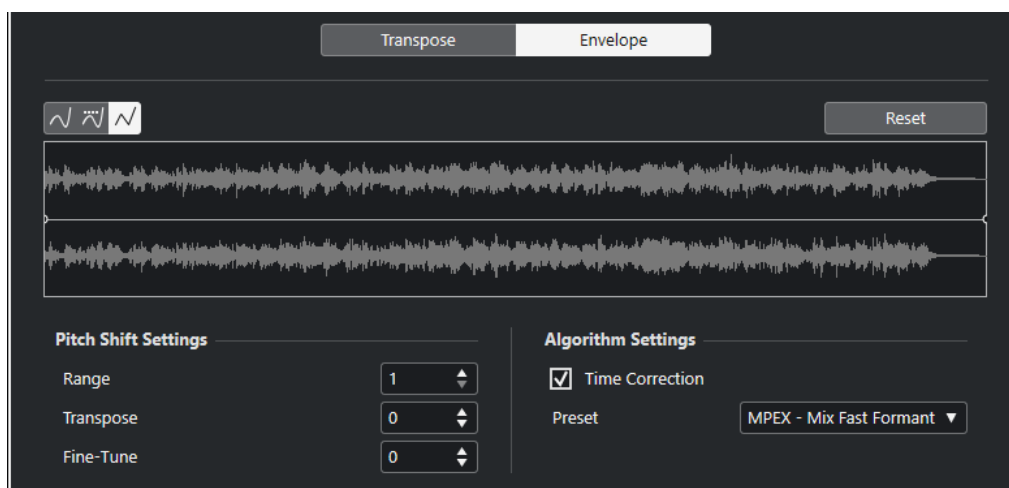 Transpose Envelope
Reset
Pitch Shift Settings
Range 1
Transpose 0
Fine-Tune 0
Algorithm Settings
Time Correction
Preset MPEX - Mix Fast Formant